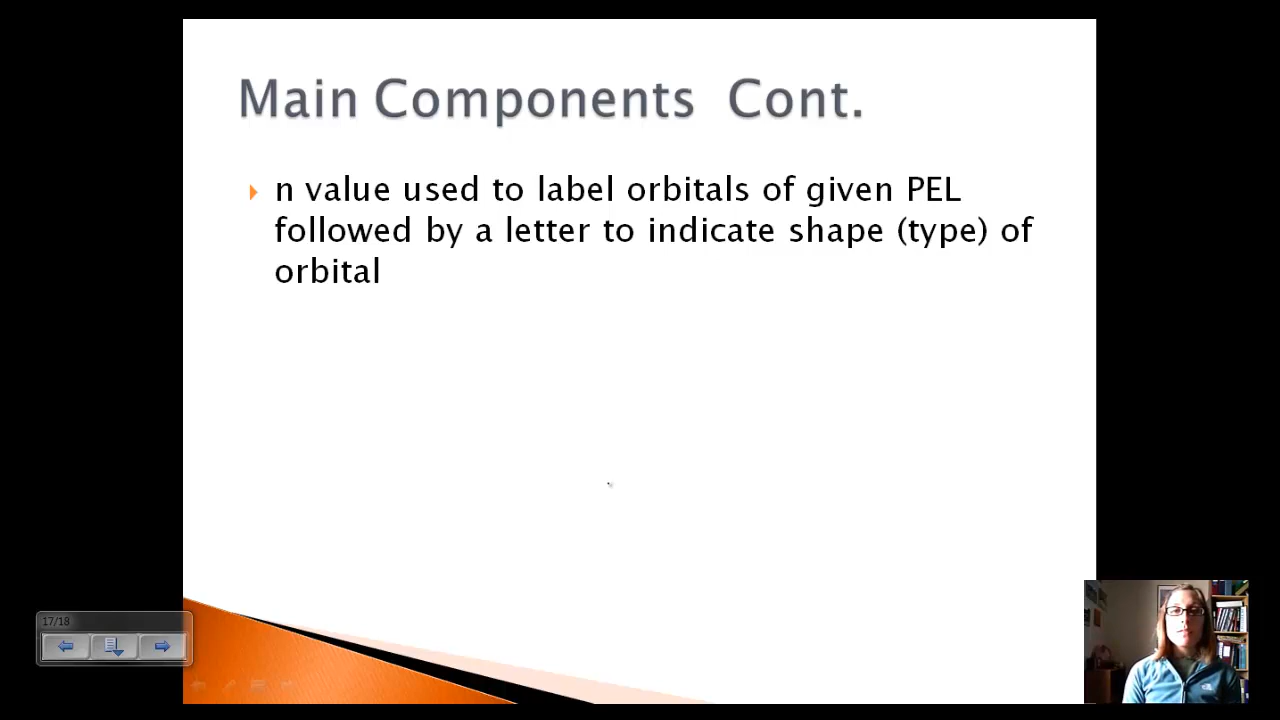 Main Components Cont.
n value used to label orbitals of given PEL
followed by a letter to indicate shape (type) of
orbital
17/18